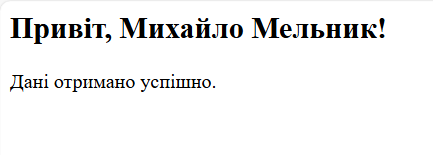 Привіт, Михайло Мельник!
Дані отримано успішно.